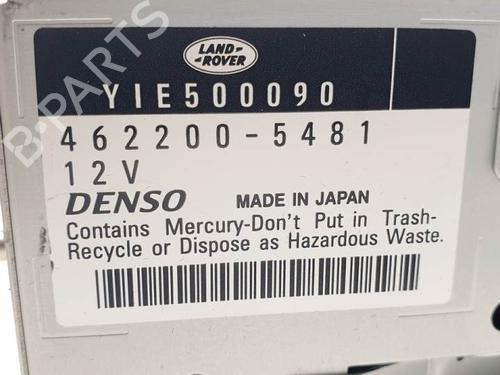 LAND-
-ROVER
YIE500090
462200-5481
12V
DENSO MADE IN JAPAN
Contains Mercury-Don't Put in Trash-
Recycle or Dispose as Hazardous Waste.
B-PARTS